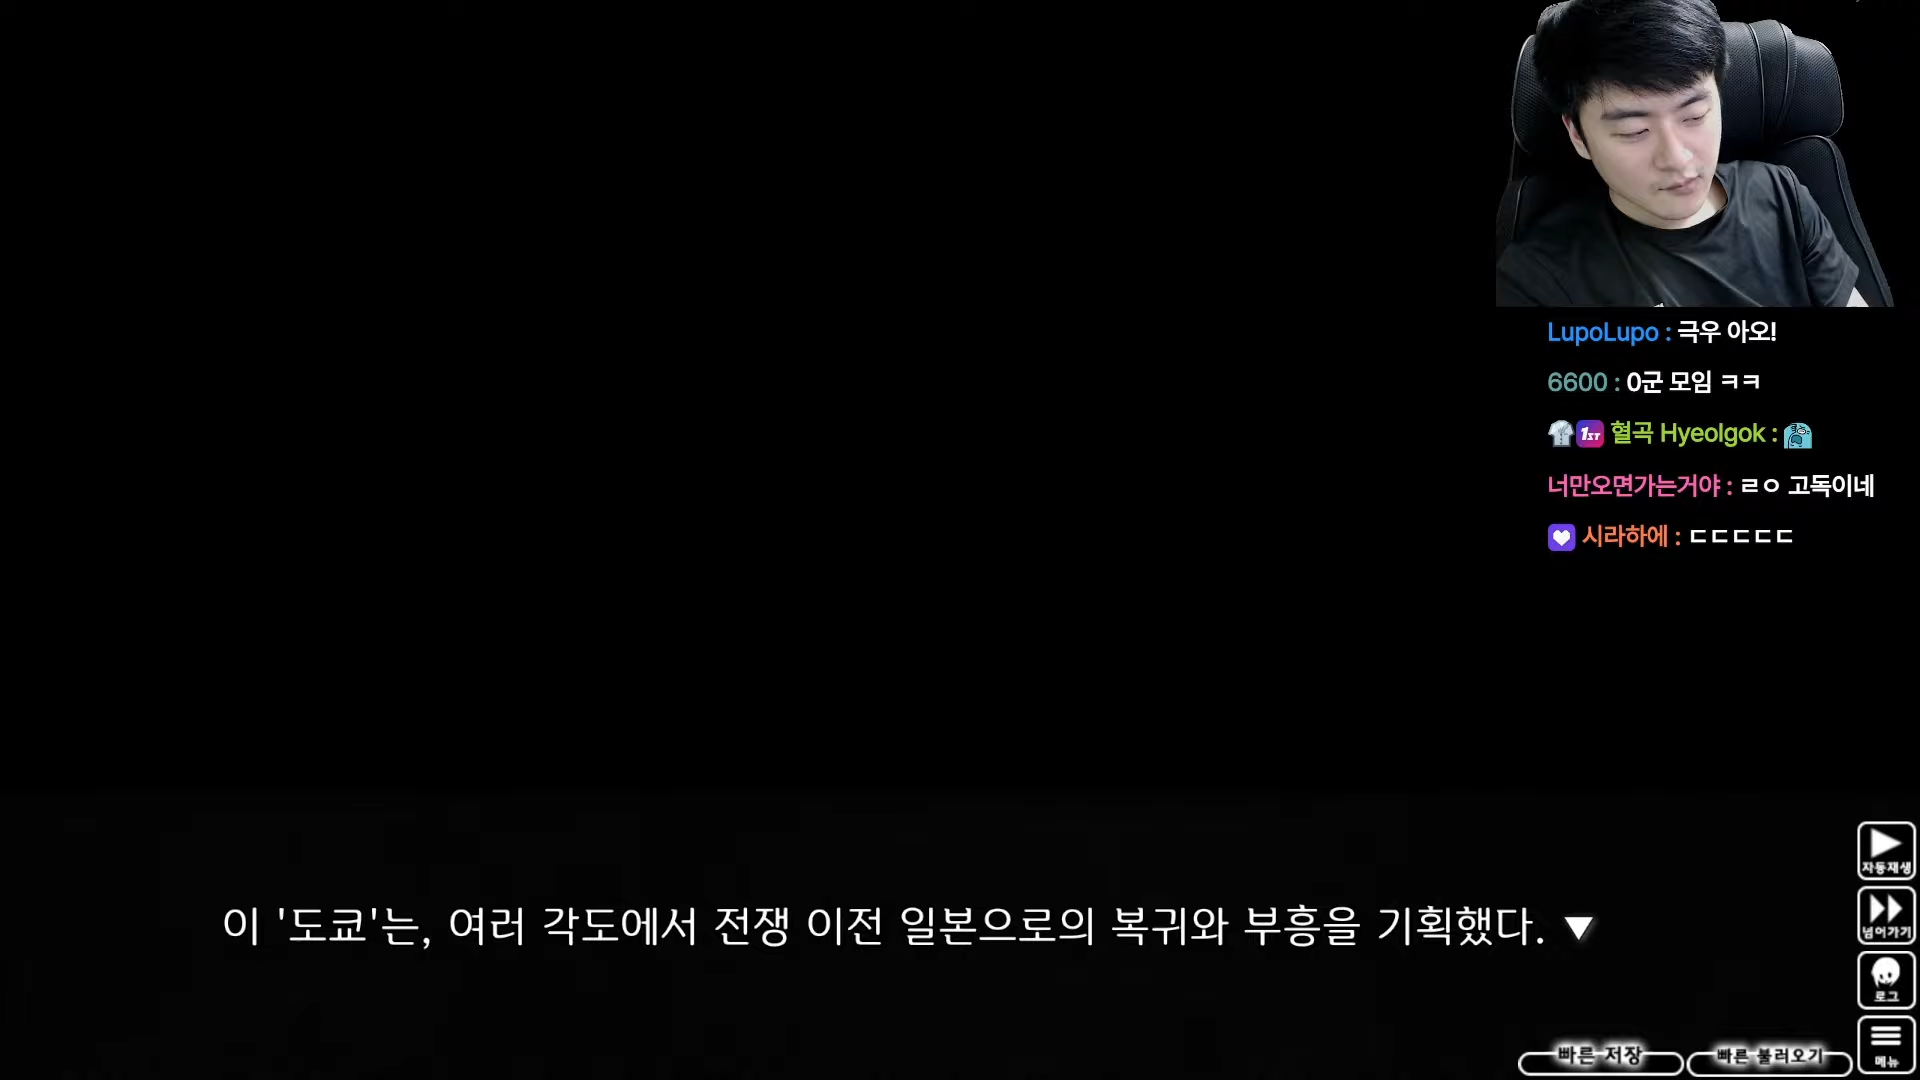 LupoLupo : 극우 아오!
6600 : 0군 모임 ㅋㅋ
1ST 혈곡 Hyeolgok :
너만오면가는거야 : ㄹㅇ 고독이네
시라하에 : ㄷㄷㄷㄷㄷ
이 '도쿄'는, 여러 각도에서 전쟁 이전 일본으로의 복귀와 부흥을 기획했다. ▼
자동재생
넘어가기
로그
메뉴
빠른 저장
빠른 불러오기